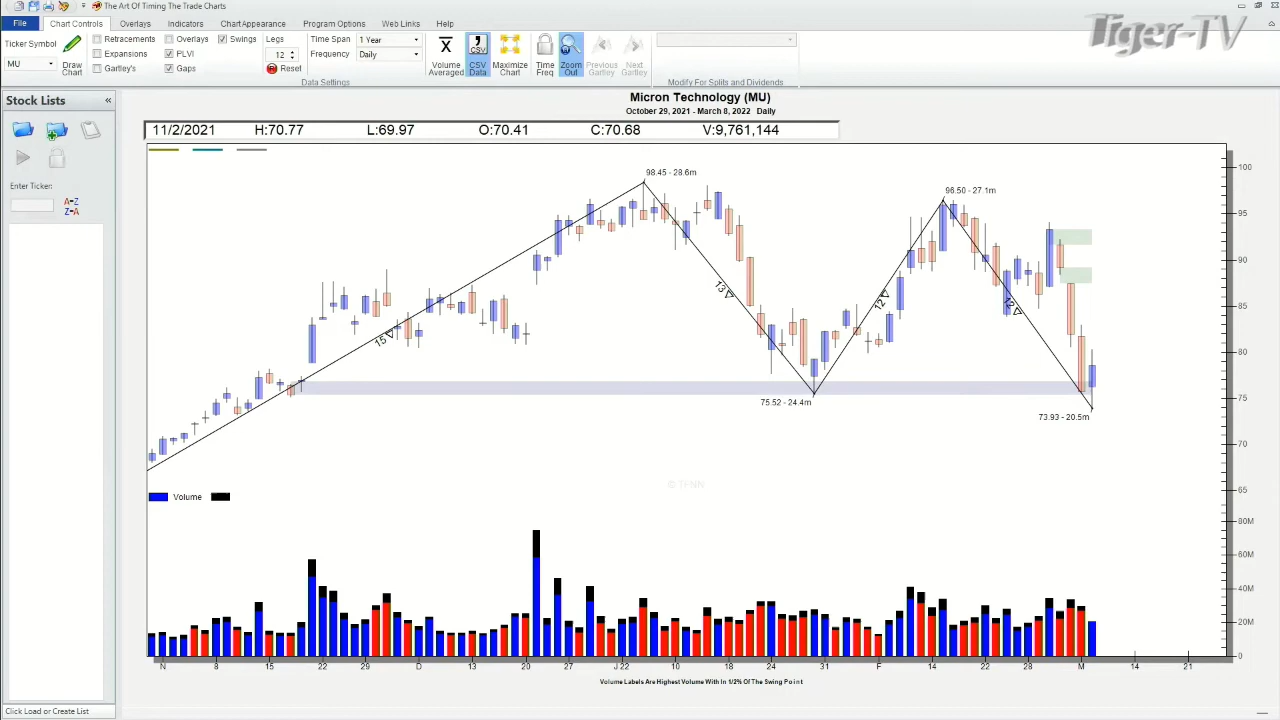 The Art Of Timing The Trade Charts
File Chart Controls Overlays Indicators Chart Appearance Program Options Web Links Help
Tiger-TV
Ticker Symbol
MU
Draw
Chart
Retracements
Expansions
Gartley's
Overlays
PLVI
Gaps
Swings
Legs
12
Reset
Time Span 1 Year
Frequency Daily
Data Settings
Volume
Averaged
CSV
CSV
Data
Maximize
Chart
Time
Freq
Zoom
Out
Previous
Gartley
Next
Gartley
Modify For Splits and Dividends
Stock Lists «
Enter Ticker:
A-Z
Z-A
Micron Technology (MU)
October 29, 2021 - March 8, 2022 Daily
11/2/2021 H:70.77 L:69.97 O:70.41 C:70.68 V:9,761,144
98.45 - 28.6m
96.50 - 27.1m
15
13
12
12
75.52 - 24.4m
73.93 - 20.5m
100
95
90
85
80
75
70
65
© TFNN
Volume
80M
60M
40M
20M
0
N 8 15 22 29 D 13 20 27 J 22 10 18 24 31 F 14 22 28 M 14 21
Volume Labels Are Highest Volume With In 1/2% Of The Swing Point
Click Load or Create List